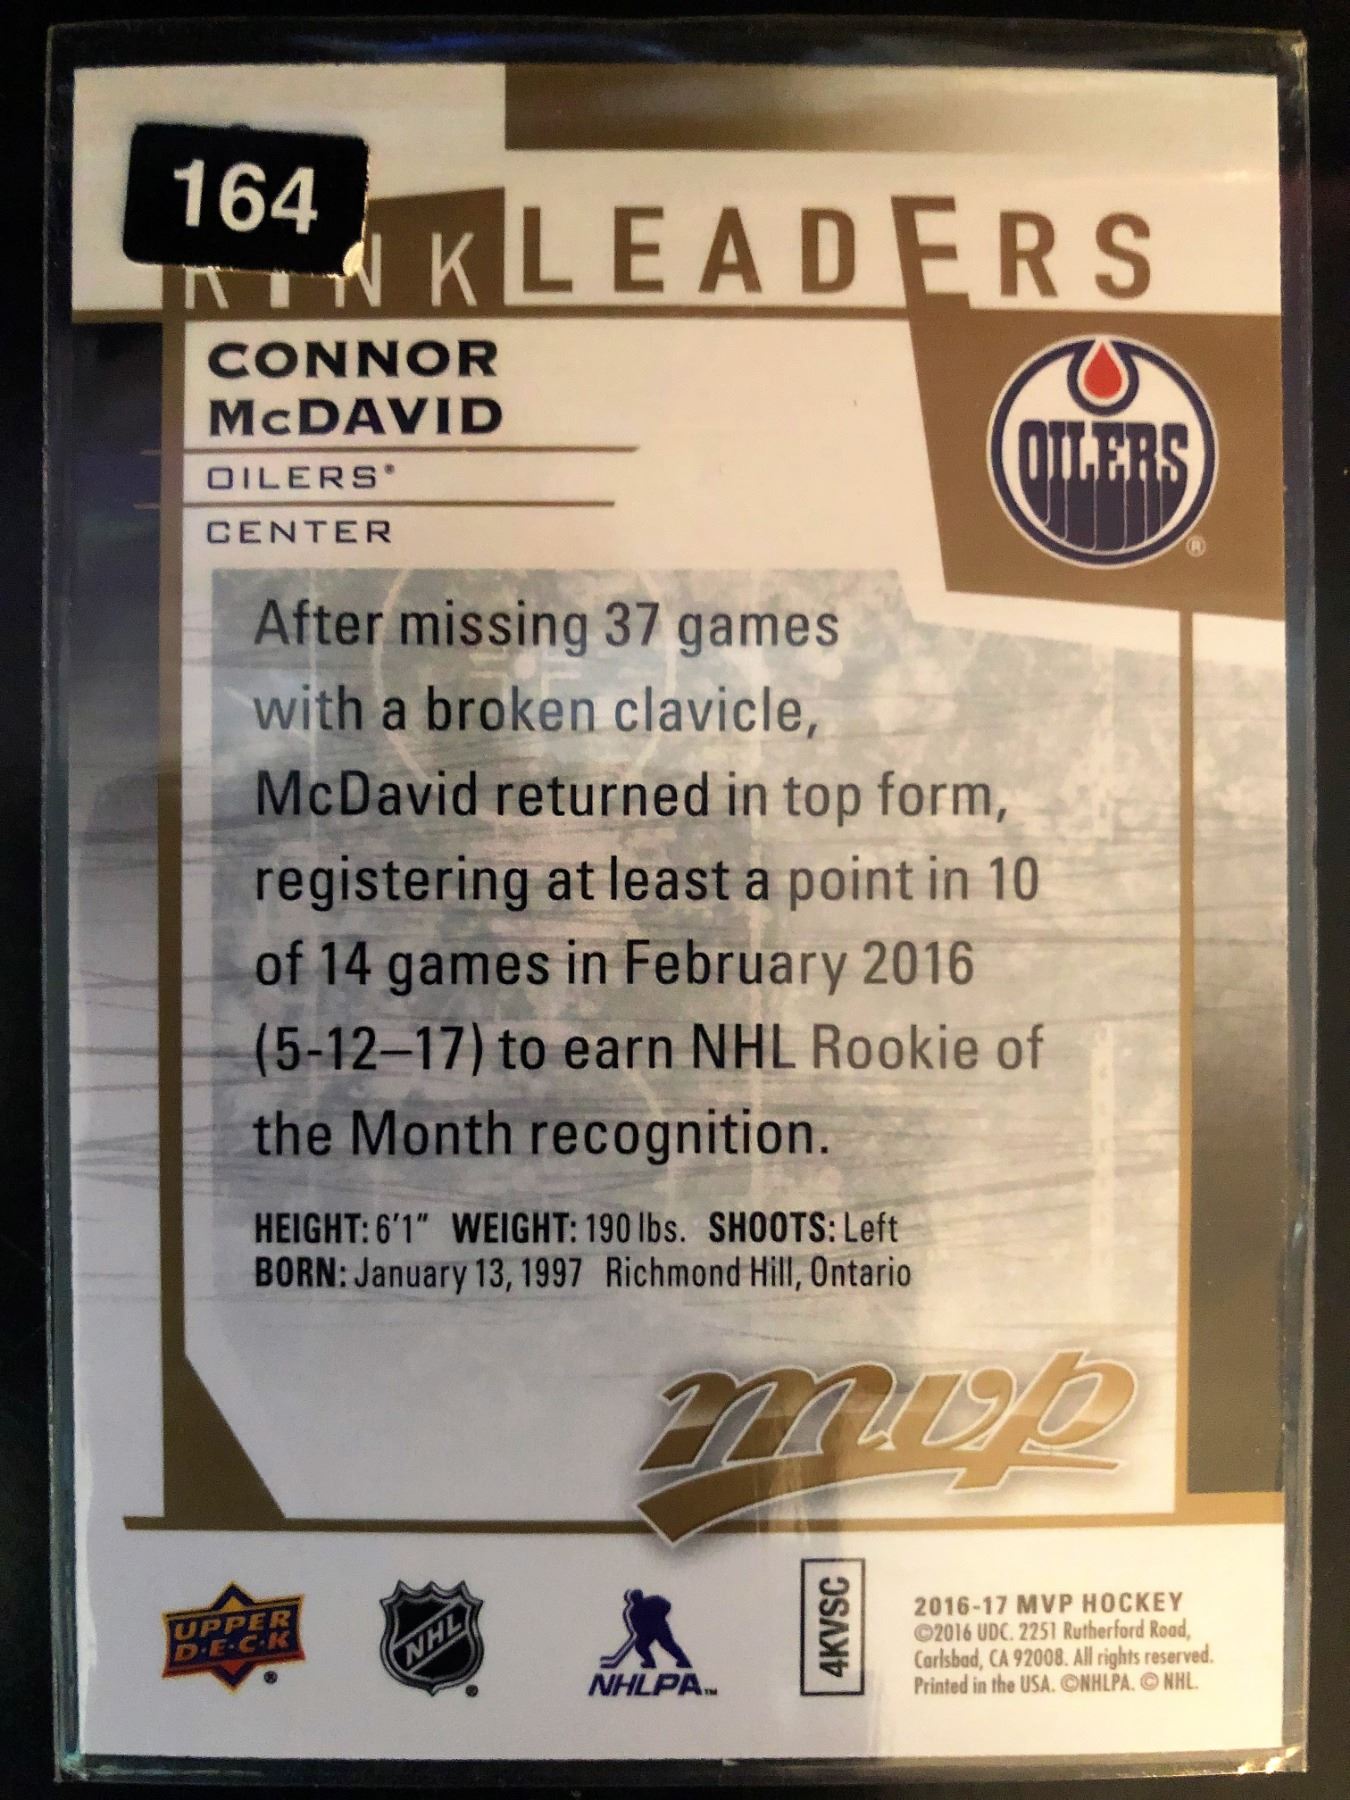 164
RINK LEADERS
CONNOR
McDAVID
OILERS®
CENTER
OILERS
®
After missing 37 games
with a broken clavicle,
McDavid returned in top form,
registering at least a point in 10
of 14 games in February 2016
(5-12–17) to earn NHL Rookie of
the Month recognition.
HEIGHT: 6'1" WEIGHT: 190 lbs. SHOOTS: Left
BORN: January 13, 1997 Richmond Hill, Ontario
mvp
UPPER
D·E·C·K
®
NHL
®
NHLPA™
4KVSC
2016-17 MVP HOCKEY
©2016 UDC. 2251 Rutherford Road,
Carlsbad, CA 92008. All rights reserved.
Printed in the USA. ©NHLPA. © NHL.